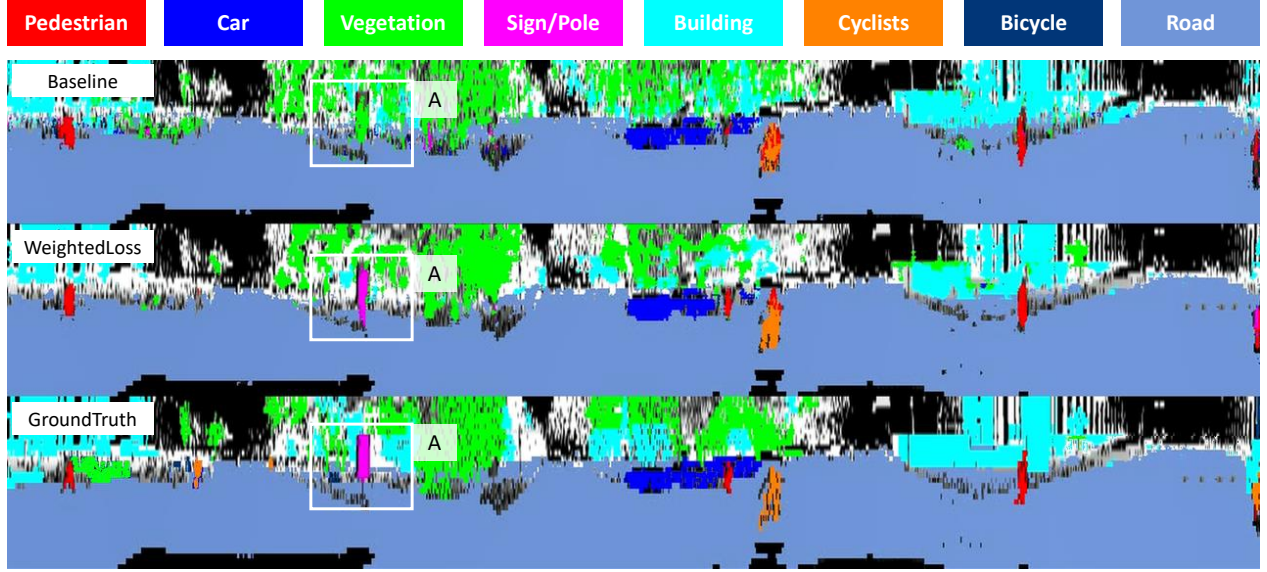 Pedestrian Car Vegetation Sign/Pole Building Cyclists Bicycle Road
Baseline
A
WeightedLoss
A
GroundTruth
A